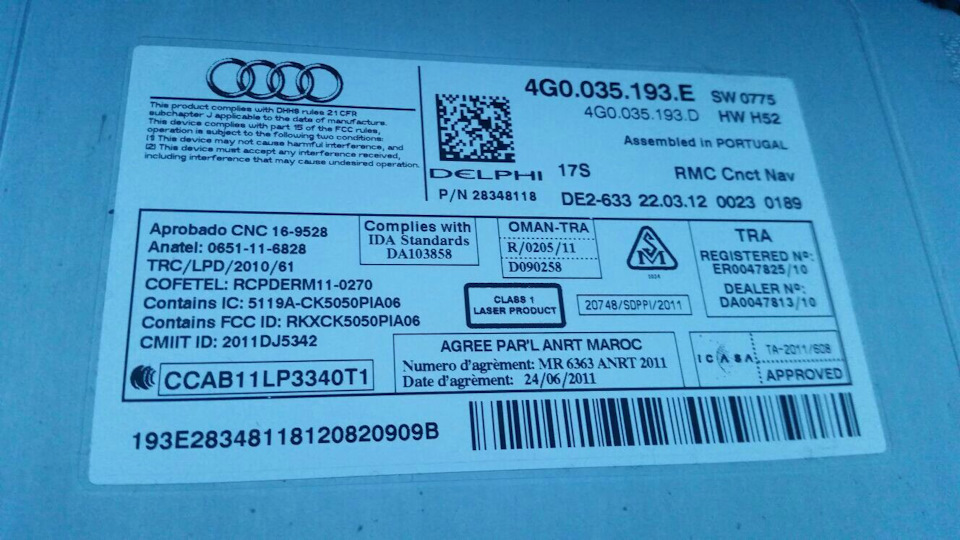 This product complies with DHHS rules 21 CFR
subchapter J applicable to the date of manufacture.
This device complies with part 15 of the FCC rules,
operation is subject to the following two conditions:
(1) This device may not cause harmful interference, and
(2) This device must accept any interference received,
including interference that may cause undesired operation.
4G0.035.193.E SW 0775
4G0.035.193.D HW H52
Assembled in PORTUGAL
DELPHI 17S RMC Cnct Nav
P/N 28348118 DE2-633 22.03.12 0023 0189
Aprobado CNC 16-9528
Anatel: 0651-11-6828
TRC/LPD/2010/61
COFETEL: RCPDERM11-0270
Contains IC: 5119A-CK5050PIA06
Contains FCC ID: RKXCK5050PIA06
CMIIT ID: 2011DJ5342
CCAB11LP3340T1
Complies with
IDA Standards
DA103858
OMAN-TRA
R/0205/11
D090258
CLASS 1
LASER PRODUCT
20748/SDPPI/2011
TRA
REGISTERED Nº:
ER0047825/10
DEALER Nº:
DA0047813/10
AGREE PAR'L ANRT MAROC
Numero d'agrèment: MR 6363 ANRT 2011
Date d'agrèment: 24/06/2011
ICASA
TA-2011/608
APPROVED
193E28348118120820909B